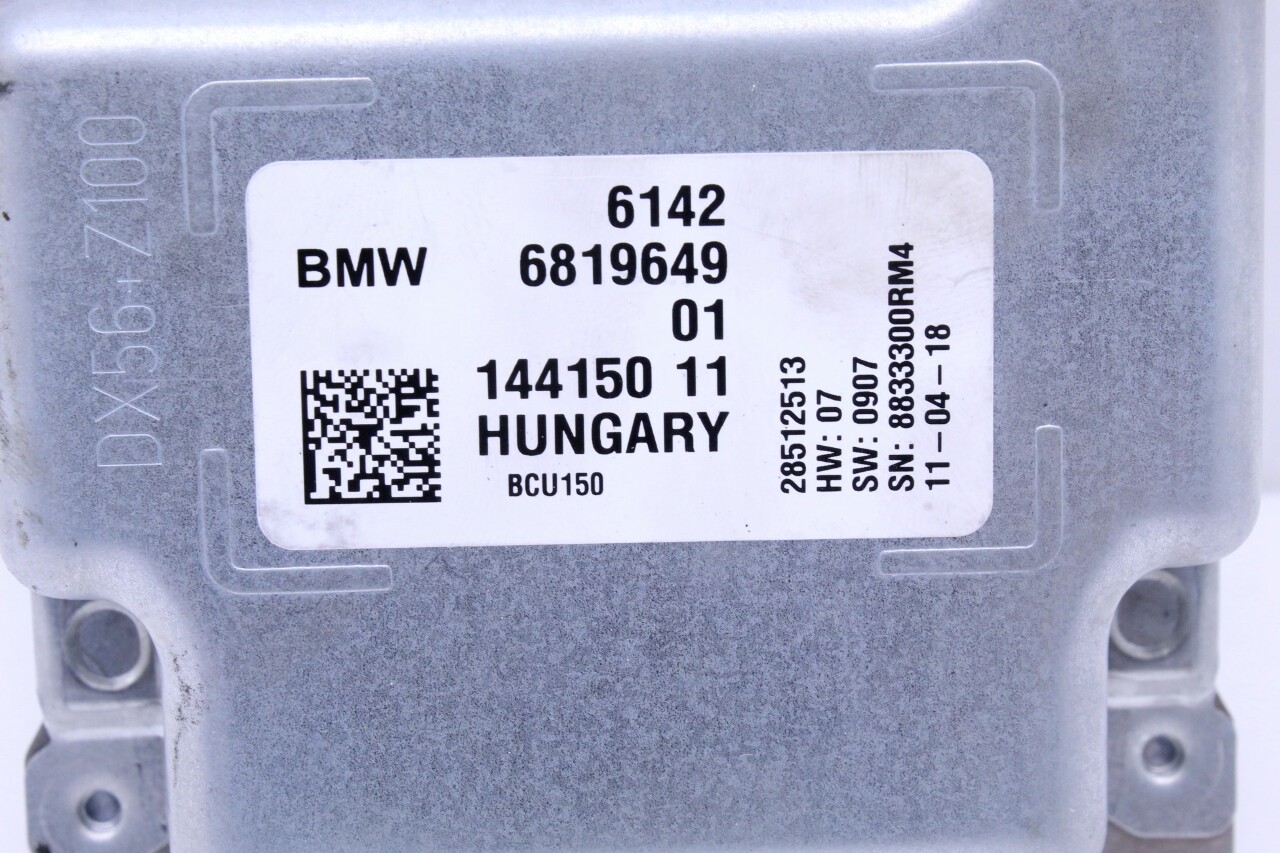 6142
BMW 6819649
01
144150 11
HUNGARY
BCU150
28512513
HW: 07
SW: 0907
SN: 8833300RM4
11-04-18
DX56+Z100